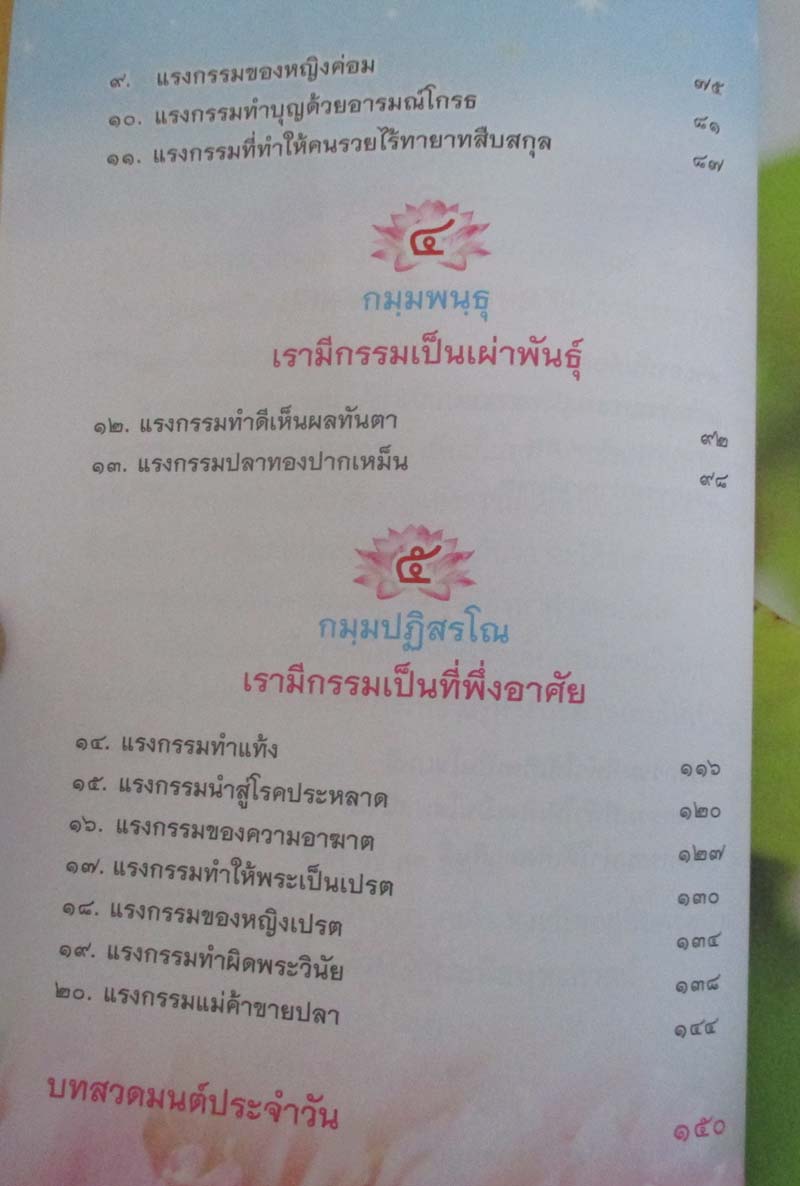 ๙. แรงกรรมของหญิงค่อม ๗๕
๑๐. แรงกรรมทำบุญด้วยอารมณ์โกรธ ๘๑
๑๑. แรงกรรมที่ทำให้คนรวยไร้ทายาทสืบสกุล ๘๗
๔
กมฺมพนฺธุ
เรามีกรรมเป็นเผ่าพันธุ์
๑๒. แรงกรรมทำดีเห็นผลทันตา ๙๒
๑๓. แรงกรรมปลาทองปากเหม็น ๙๘
๕
กมฺมปฏิสรโณ
เรามีกรรมเป็นที่พึ่งอาศัย
๑๔. แรงกรรมทำแท้ง ๑๑๖
๑๕. แรงกรรมนำสู่โรคประหลาด ๑๒๐
๑๖. แรงกรรมของความอาฆาต ๑๒๗
๑๗. แรงกรรมทำให้พระเป็นเปรต ๑๓๐
๑๘. แรงกรรมของหญิงเปรต ๑๓๔
๑๙. แรงกรรมทำผิดพระวินัย ๑๓๘
๒๐. แรงกรรมแม่ค้าขายปลา ๑๔๔
บทสวดมนต์ประจำวัน ๑๕๐